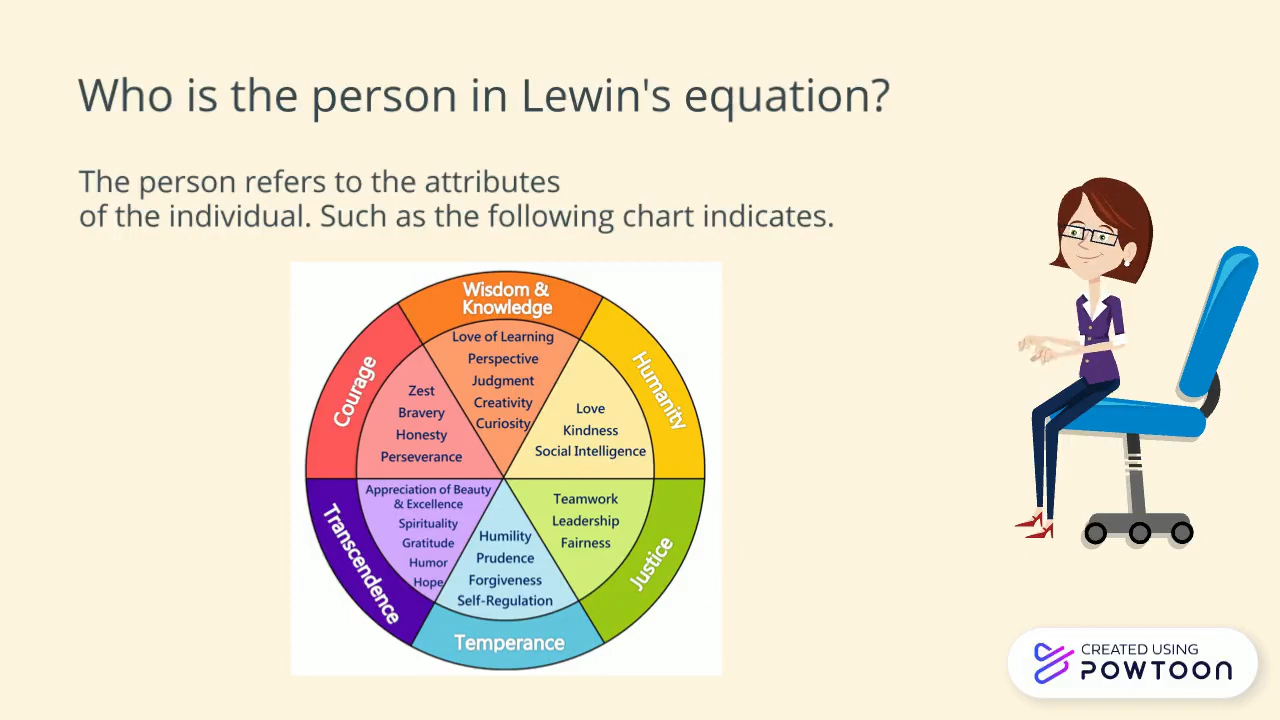 Who is the person in Lewin's equation?
The person refers to the attributes
of the individual. Such as the following chart indicates.
Wisdom &
Knowledge
Love of Learning
Perspective
Judgment
Creativity
Curiosity
Humanity
Love
Kindness
Social Intelligence
Justice
Teamwork
Leadership
Fairness
Temperance
Humility
Prudence
Forgiveness
Self-Regulation
Transcendence
Appreciation of Beauty
& Excellence
Spirituality
Gratitude
Humor
Hope
Courage
Zest
Bravery
Honesty
Perseverance
CREATED USING
POWTOON